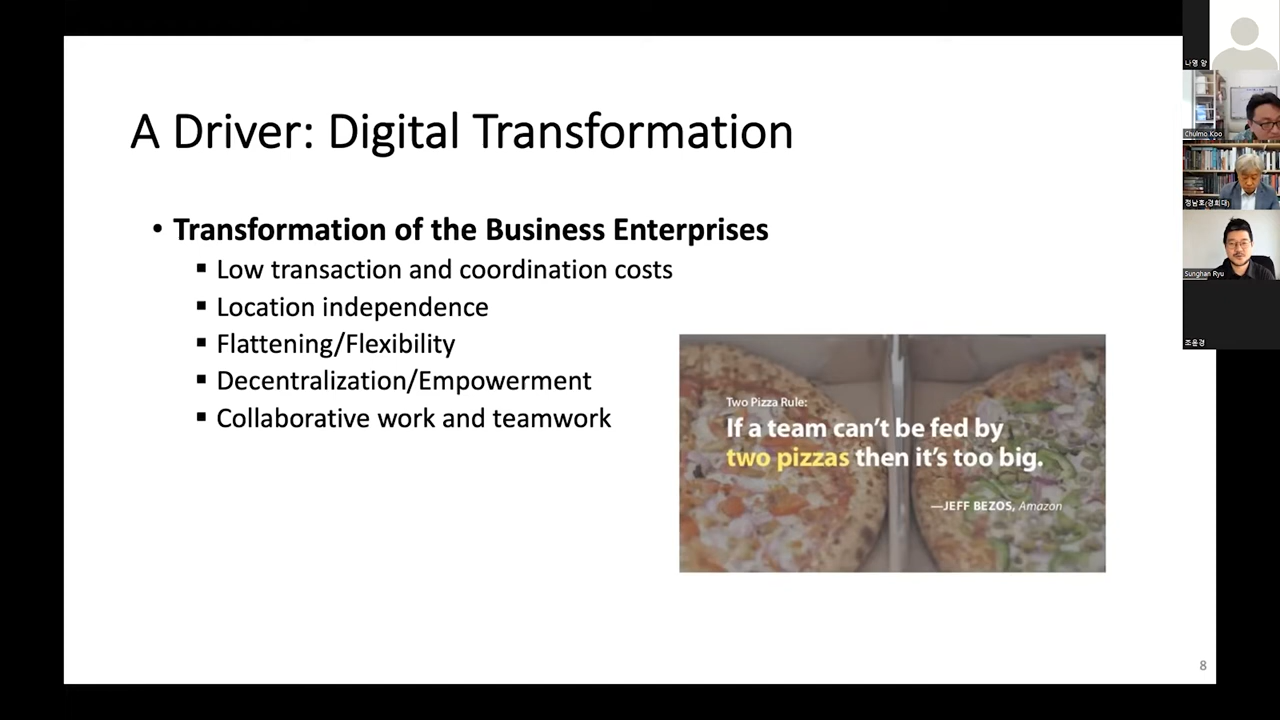 A Driver: Digital Transformation
• Transformation of the Business Enterprises
▪ Low transaction and coordination costs
▪ Location independence
▪ Flattening/Flexibility
▪ Decentralization/Empowerment
▪ Collaborative work and teamwork
Two Pizza Rule:
If a team can't be fed by
two pizzas then it's too big.
—JEFF BEZOS, Amazon
8
나영 양
Chulmo Koo
정남호(경희대)
Sunghan Ryu
조윤경